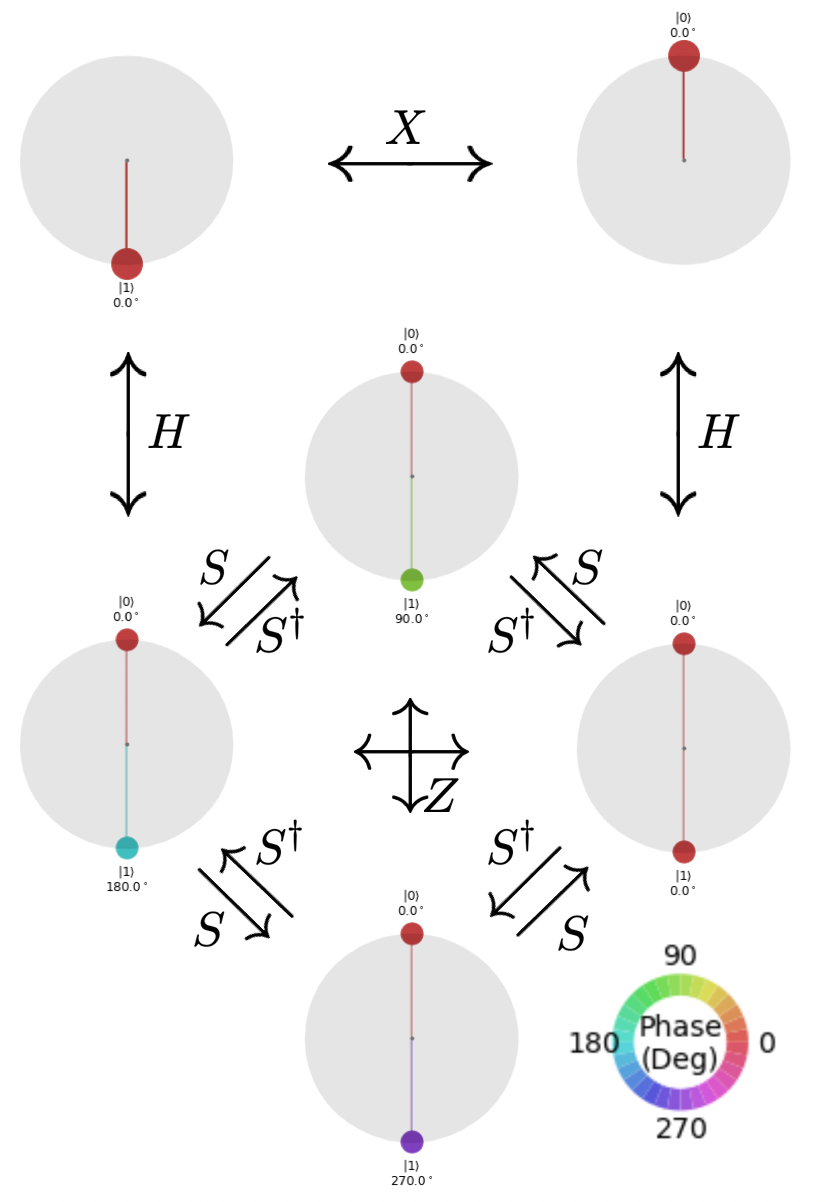 |0⟩
0.0°
X
|1⟩
0.0°
|0⟩
0.0°
H
H
S
S†
|1⟩
90.0°
S
S†
|0⟩
0.0°
|0⟩
0.0°
Z
|1⟩
180.0°
|1⟩
0.0°
S†
S
S†
S
|0⟩
0.0°
90
180
Phase
(Deg)
0
270
|1⟩
270.0°